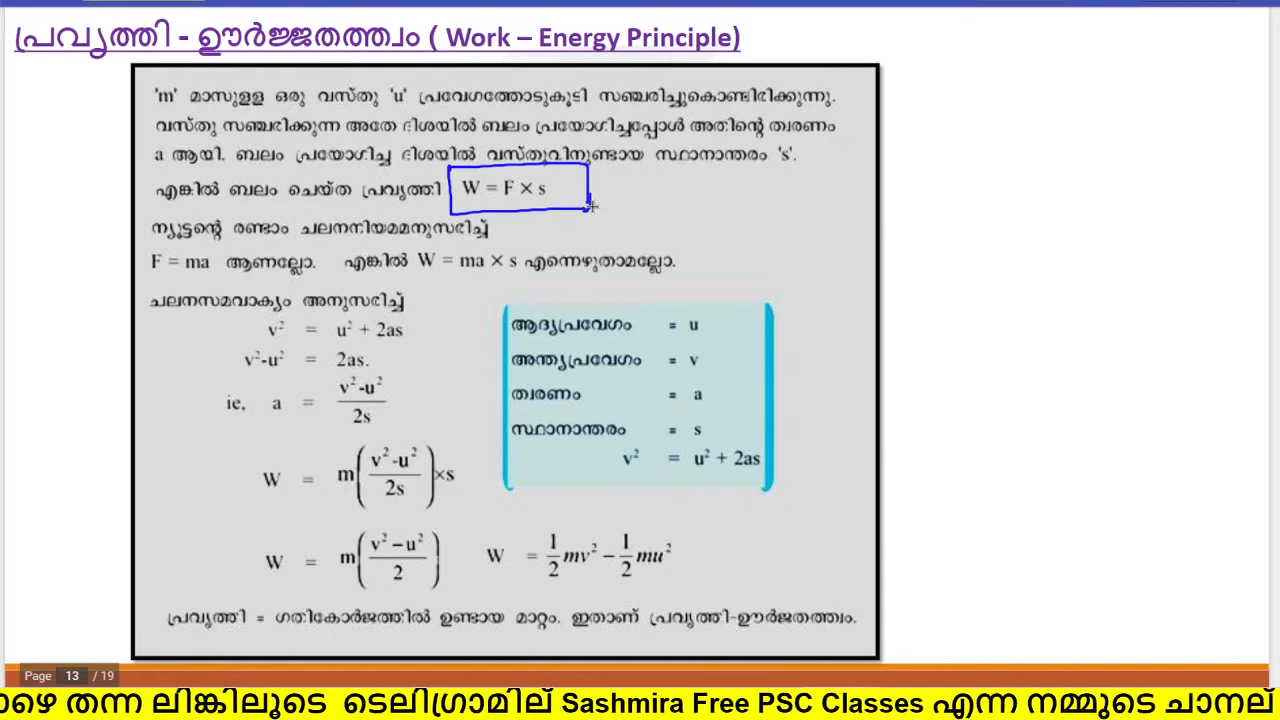 പ്രവൃത്തി - ഊർജ്ജതത്ത്വം ( Work – Energy Principle)
'm' മാസുളള ഒരു വസ്തു 'u' പ്രവേഗത്തോടുകൂടി സഞ്ചരിച്ചുകൊണ്ടിരിക്കുന്നു.
വസ്തു സഞ്ചരിക്കുന്ന അതേ ദിശയിൽ ബലം പ്രയോഗിച്ചപ്പോൾ അതിന്റെ ത്വരണം
a ആയി. ബലം പ്രയോഗിച്ച ദിശയിൽ വസ്തുവിനുണ്ടായ സ്ഥാനാന്തരം 's'.
എങ്കിൽ ബലം ചെയ്ത പ്രവൃത്തി W = F × s
ന്യൂട്ടന്റെ രണ്ടാം ചലനനിയമമനുസരിച്ച്
F = ma ആണല്ലോ. എങ്കിൽ W = ma × s എന്നെഴുതാമല്ലോ.
ചലനസമവാക്യം അനുസരിച്ച്
v² = u² + 2as
v²-u² = 2as.
ie, a = (v²-u²)/2s
W = m((v²-u²)/2s)×s
W = m((v²–u²)/2) W = 1/2 mv² – 1/2 mu²
ആദ്യപ്രവേഗം = u
അന്ത്യപ്രവേഗം = v
ത്വരണം = a
സ്ഥാനാന്തരം = s
v² = u² + 2as
പ്രവൃത്തി = ഗതികോർജത്തിൽ ഉണ്ടായ മാറ്റം. ഇതാണ് പ്രവൃത്തി-ഊർജതത്ത്വം.
Page 13 / 19
ാഴെ തന്ന ലിങ്കിലൂടെ ടെലിഗ്രാമില് Sashmira Free PSC Classes എന്ന നമ്മുടെ ചാനല്